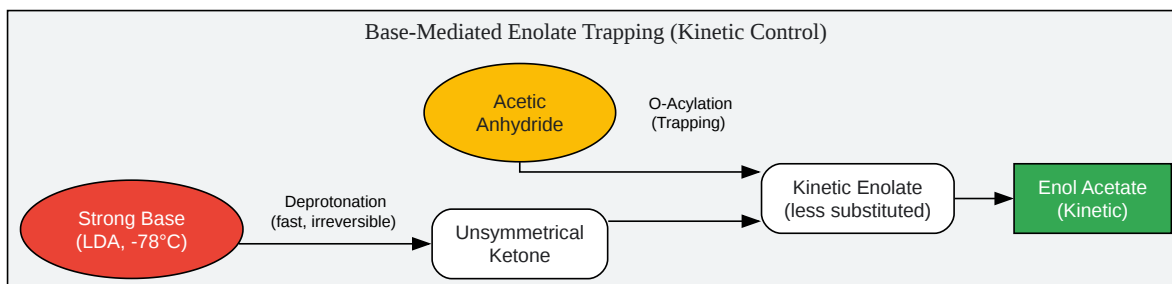 Base-Mediated Enolate Trapping (Kinetic Control)
Acetic
Anhydride
O-Acylation
(Trapping)
Strong Base
(LDA, -78°C)
Deprotonation
(fast, irreversible)
Unsymmetrical
Ketone
Kinetic Enolate
(less substituted)
Enol Acetate
(Kinetic)